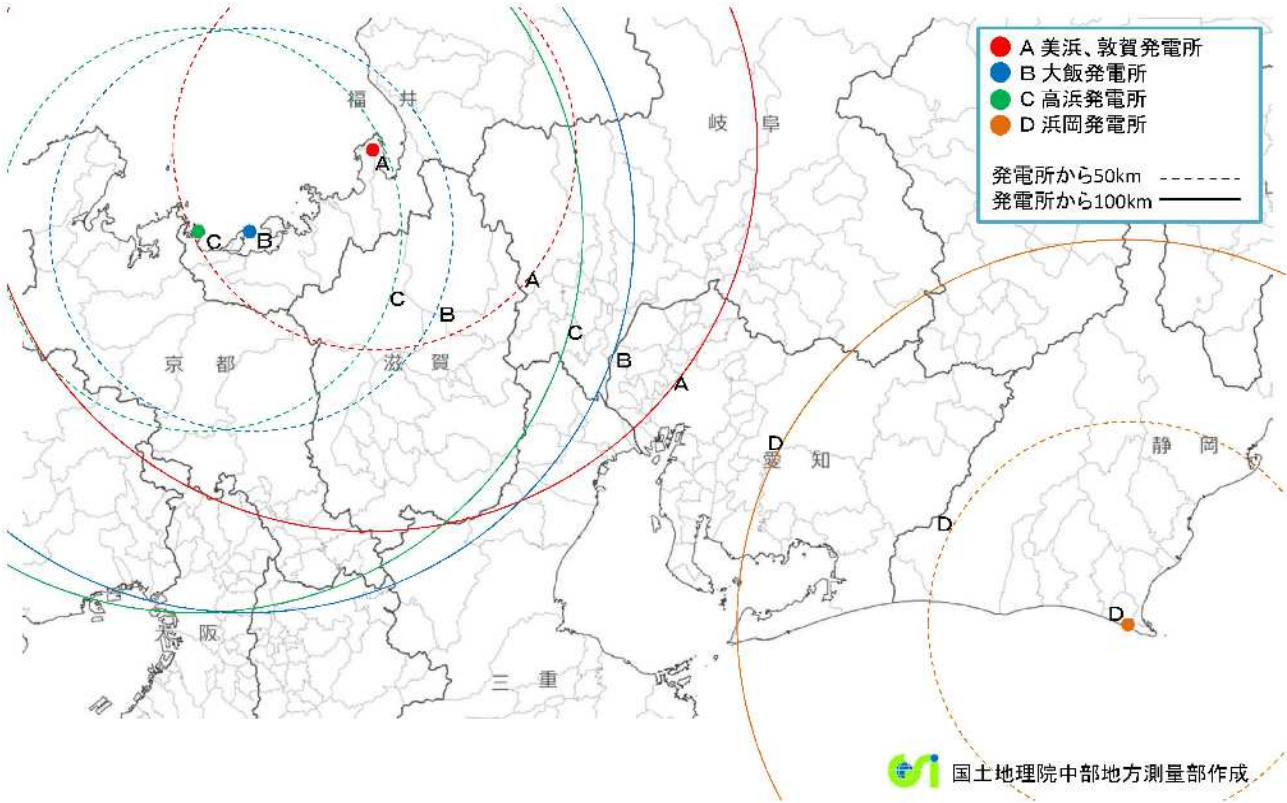 A 美浜、敦賀発電所
B 大飯発電所
C 高浜発電所
D 浜岡発電所
発電所から50km
発電所から100km
福 井
岐 阜
A
C
B
A
C
B
C
B
A
京 都
滋 賀
D
愛 知
静 岡
D
D
大 阪
三 重
国土地理院中部地方測量部作成